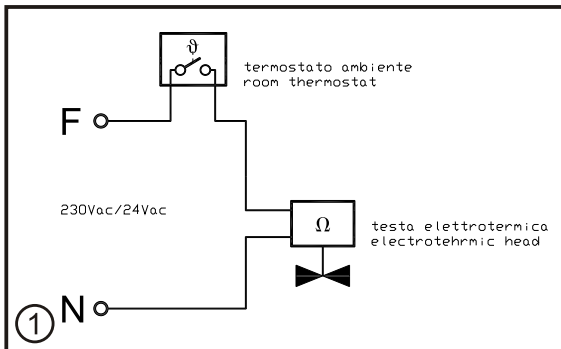 ϑ
termostato ambiente
room thermostat
F
230Vac/24Vac
Ω
testa elettrotermica
electrotehrmic head
N
1